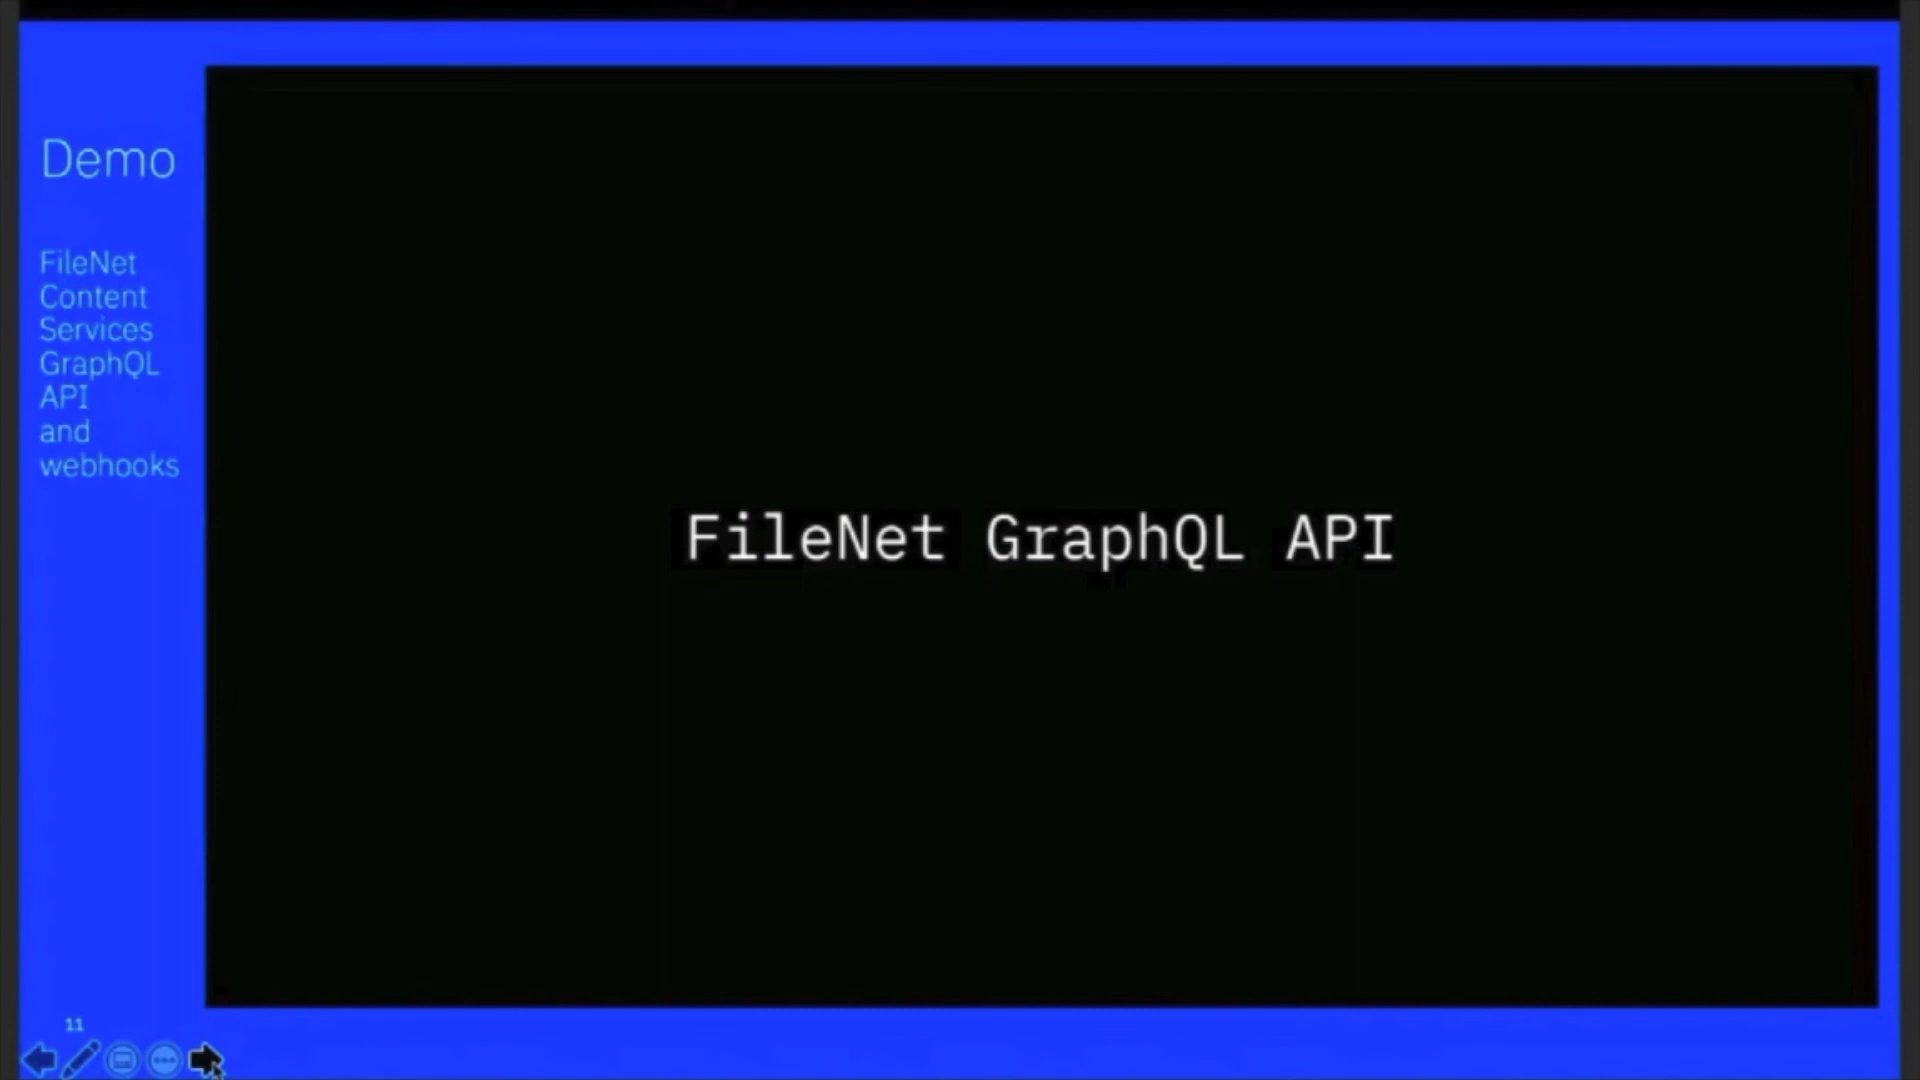 Demo
FileNet
Content
Services
GraphQL
API
and
webhooks
FileNet GraphQL API
11